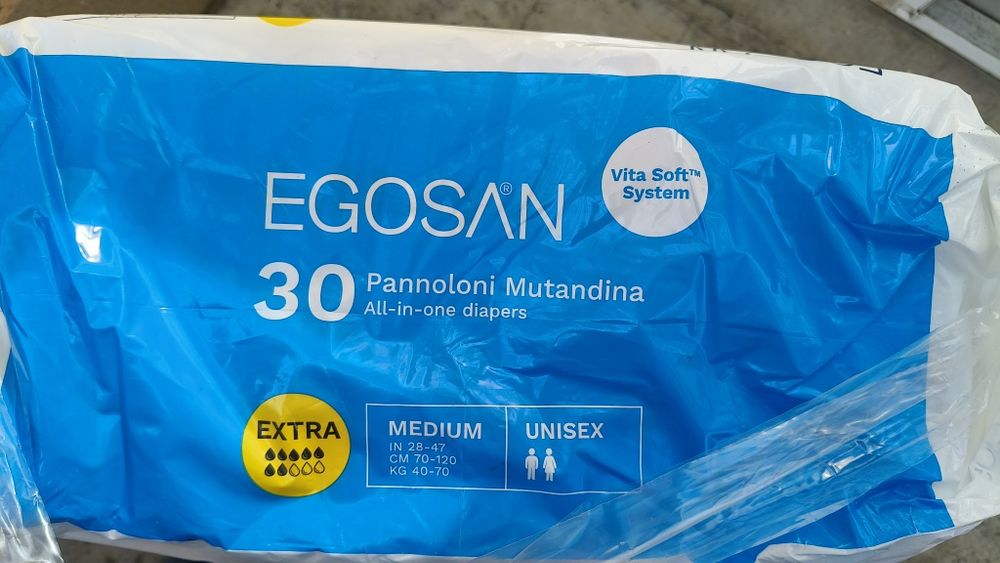 EGOSAN®
Vita Soft™
System
30 Pannoloni Mutandina
All-in-one diapers
EXTRA
MEDIUM
IN 28-47
CM 70-120
KG 40-70
UNISEX